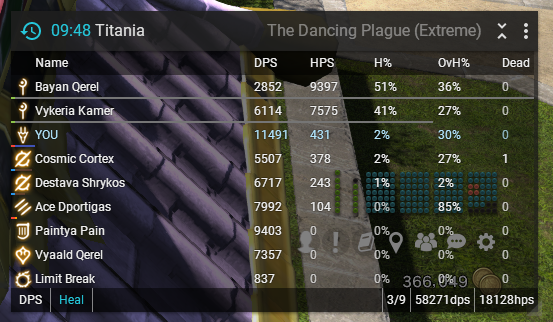 09:48 Titania The Dancing Plague (Extreme)
Name DPS HPS H% OvH% Dead
Bayan Qerel 2852 9397 51% 36% 0
Vykeria Kamer 6114 7575 41% 27% 0
YOU 11491 431 2% 30% 0
Cosmic Cortex 5507 378 2% 27% 1
Destava Shrykos 6717 243 1% 2% 0
Ace Dportigas 7992 104 0% 85% 0
Paintya Pain 9403 0 0% 0% 0
Vyaald Qerel 7357 0 0% 0% 0
Limit Break 837 0 0% 0% 0
366,049
DPS Heal 3/9 58271dps 18128hps